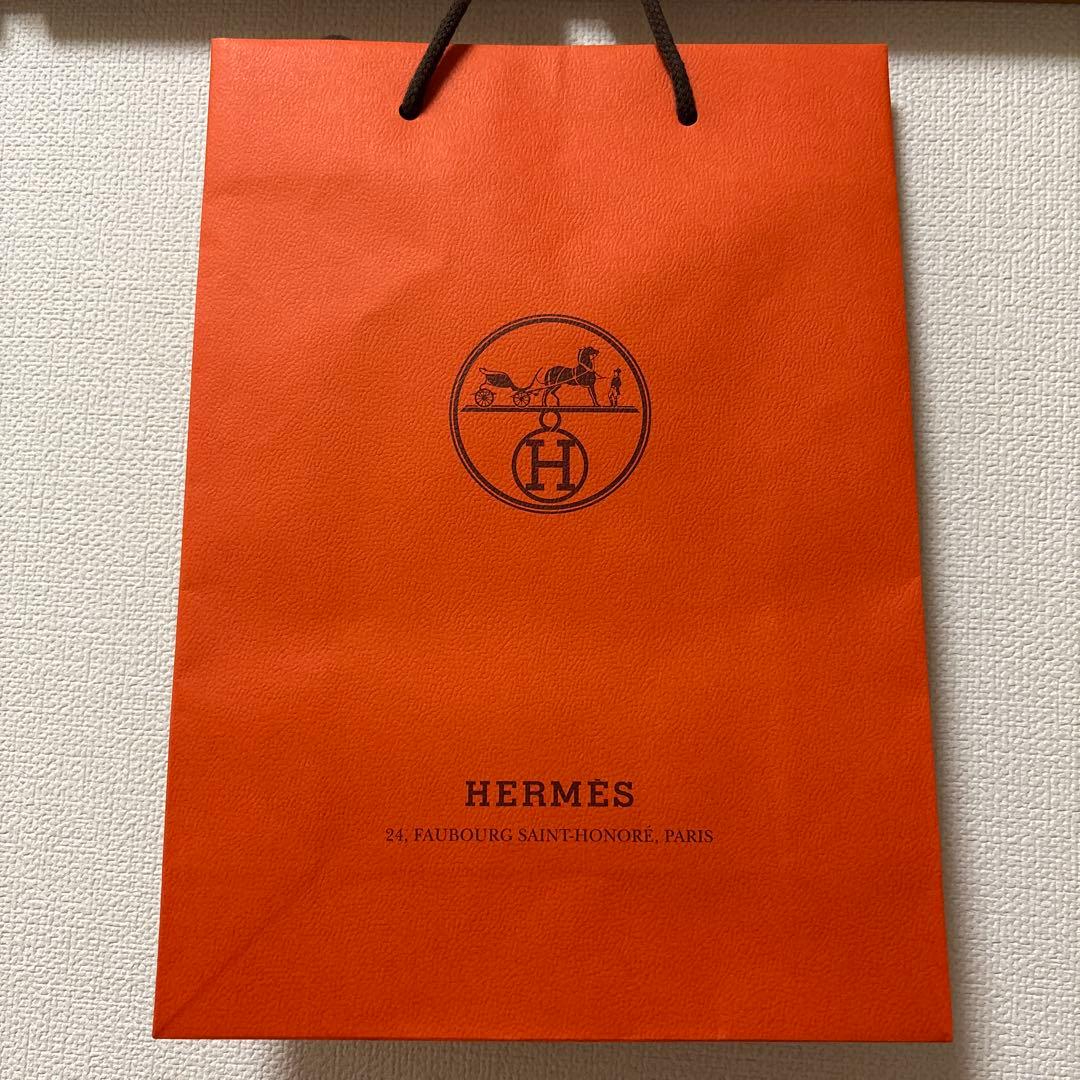 H
HERMÈS
24, FAUBOURG SAINT-HONORÉ, PARIS